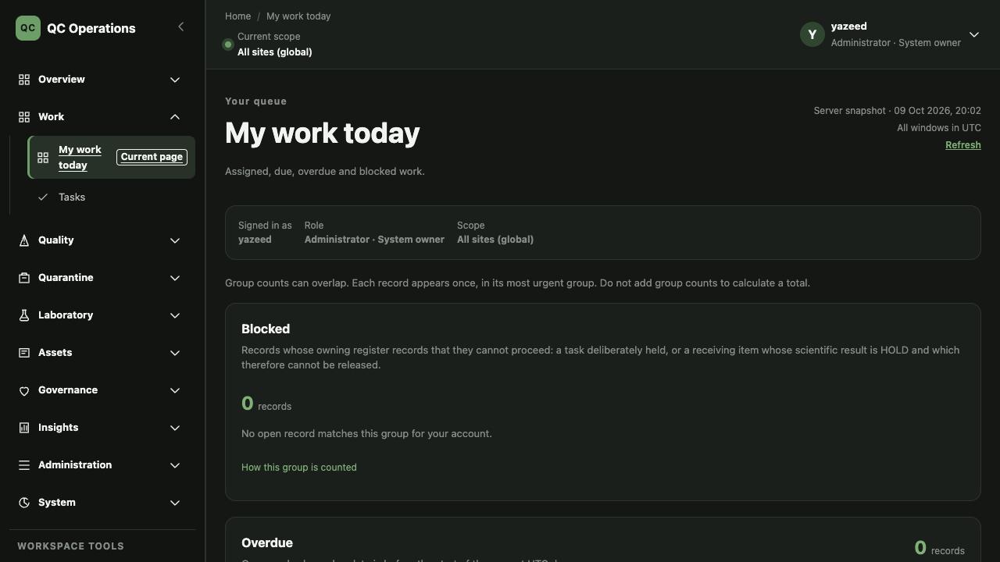 QC QC Operations
Overview
Work
My work today
Current page
Tasks
Quality
Quarantine
Laboratory
Assets
Governance
Insights
Administration
System
WORKSPACE TOOLS
Home / My work today
Current scope
All sites (global)
Y
yazeed
Administrator · System owner
Your queue
My work today
Assigned, due, overdue and blocked work.
Server snapshot · 09 Oct 2026, 20:02
All windows in UTC
Refresh
Signed in as
yazeed
Role
Administrator · System owner
Scope
All sites (global)
Group counts can overlap. Each record appears once, in its most urgent group. Do not add group counts to calculate a total.
Blocked
Records whose owning register records that they cannot proceed: a task deliberately held, or a receiving item whose scientific result is HOLD and which
therefore cannot be released.
0 records
No open record matches this group for your account.
How this group is counted
Overdue
0 records